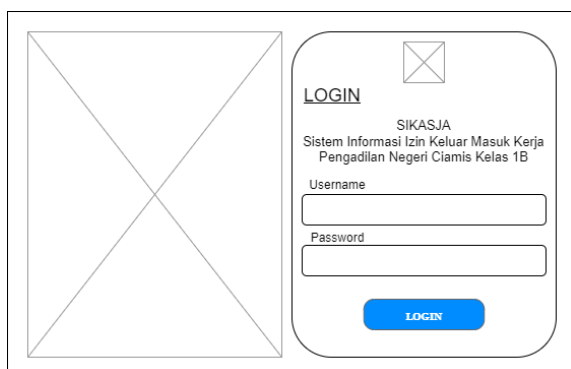 LOGIN
SIKASJA
Sistem Informasi Izin Keluar Masuk Kerja
Pengadilan Negeri Ciamis Kelas 1B
Username
Password
LOGIN